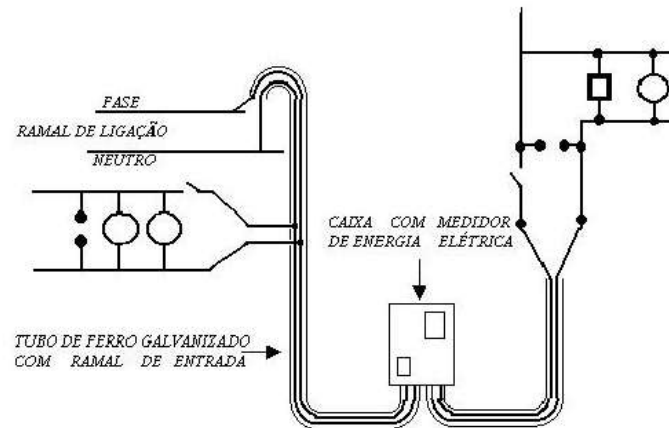 FASE
RAMAL DE LIGAÇÃO
NEUTRO
CAIXA COM MEDIDOR
DE ENERGIA ELÉTRICA
TUBO DE FERRO GALVANIZADO
COM RAMAL DE ENTRADA